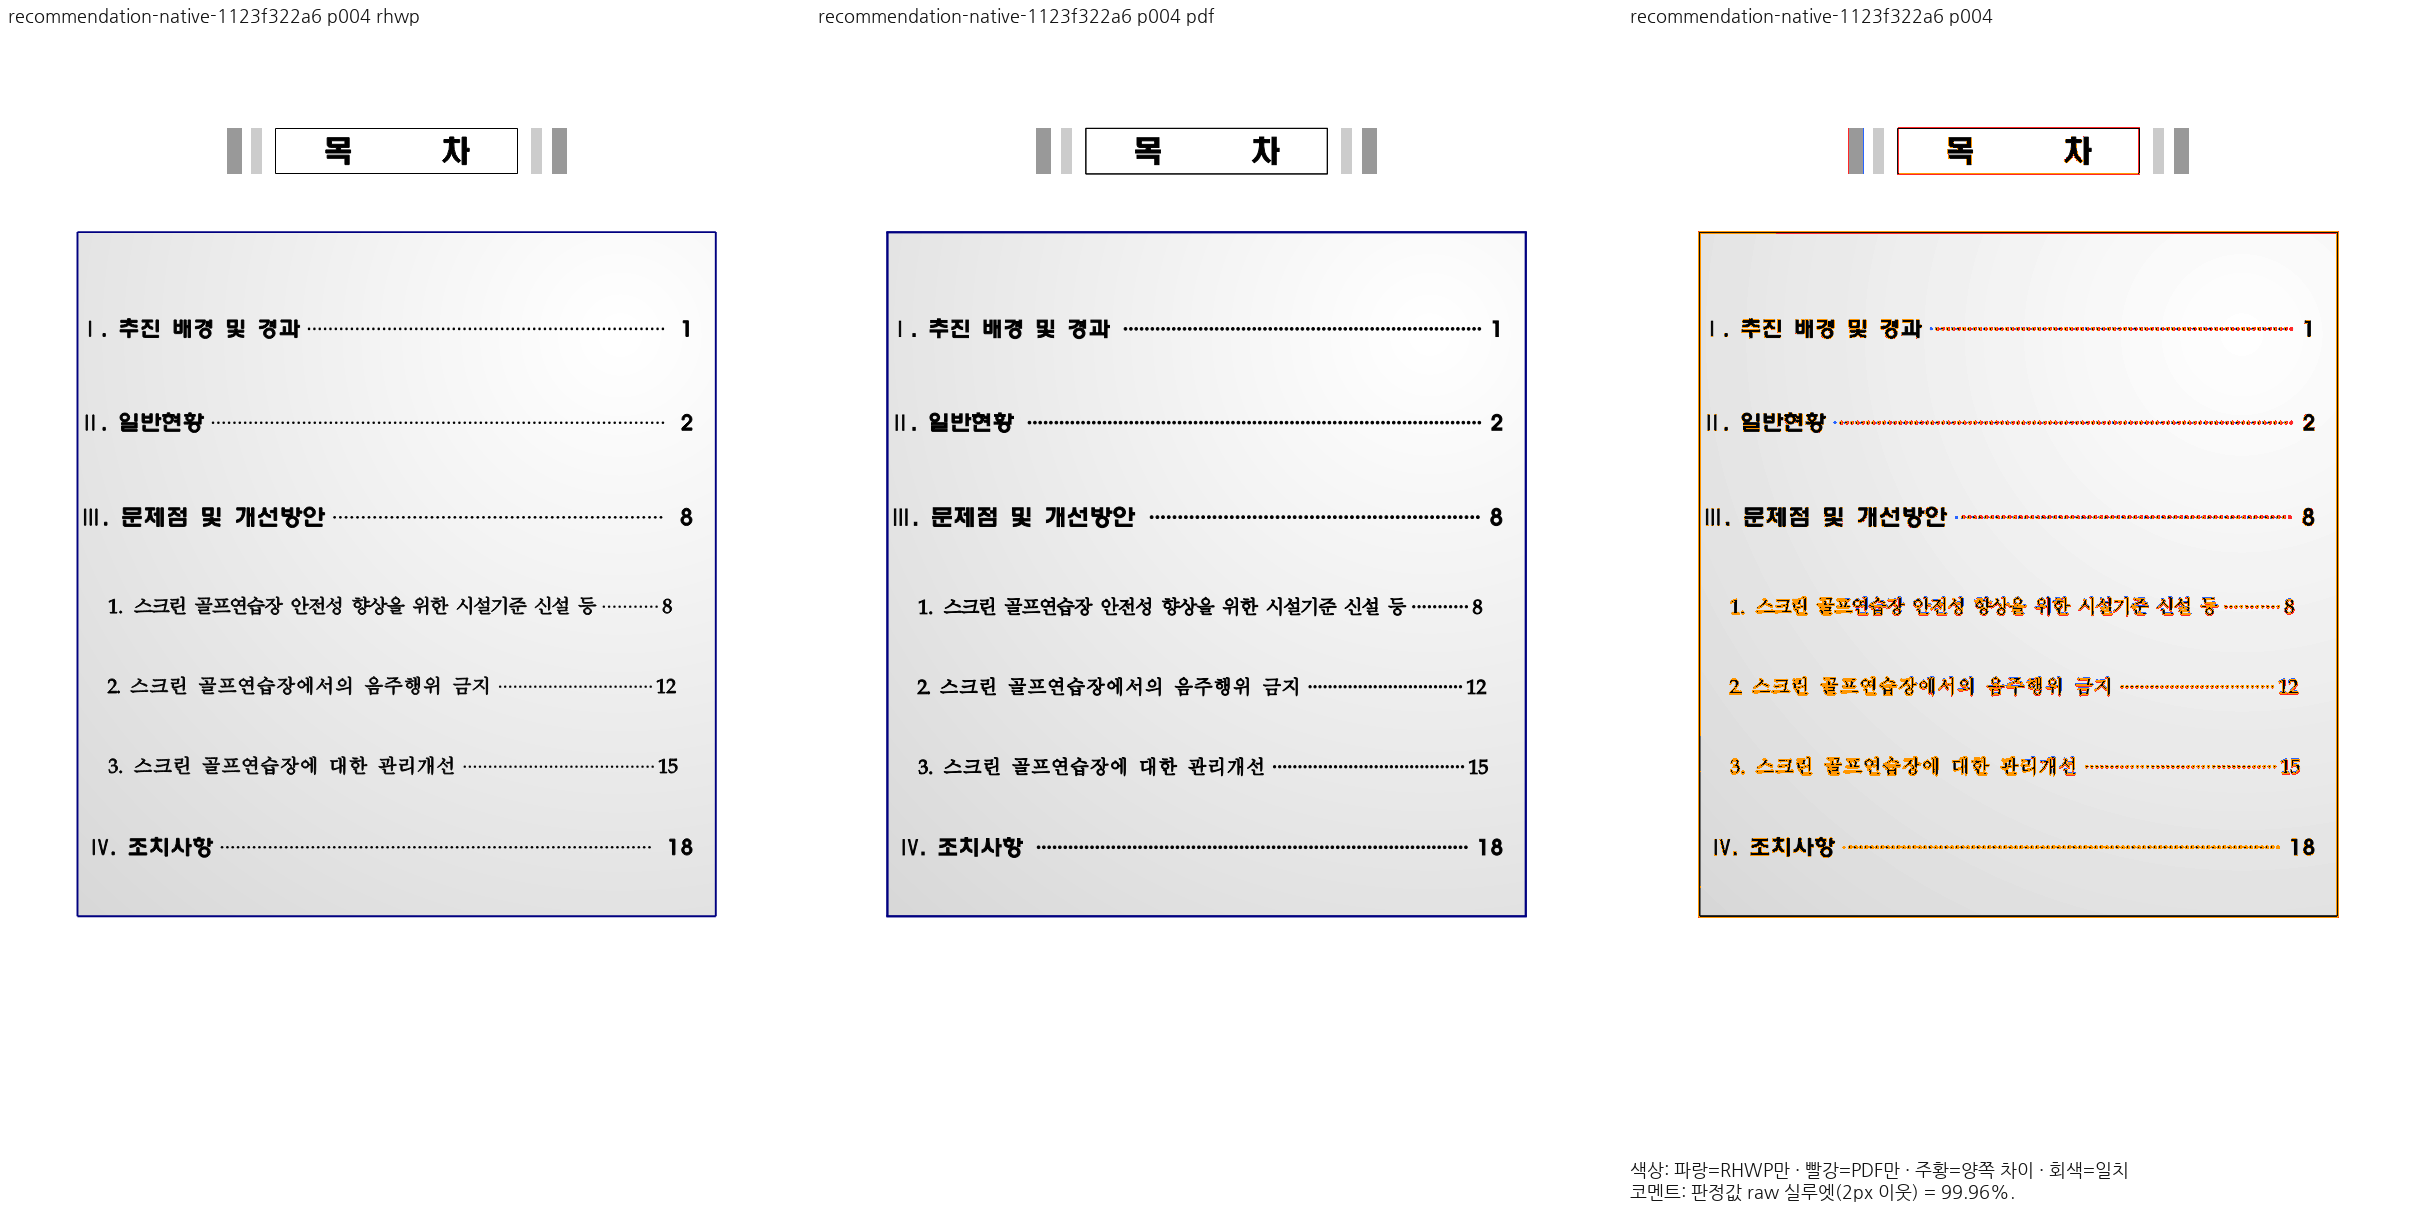 recommendation-native-1123f322a6 p004 rhwp
목 차
Ⅰ. 추진 배경 및 경과 ································ 1
Ⅱ. 일반현황 ································ 2
Ⅲ. 문제점 및 개선방안 ································ 8
1. 스크린 골프연습장 안전성 향상을 위한 시설기준 신설 등 ··········· 8
2. 스크린 골프연습장에서의 음주행위 금지 ································ 12
3. 스크린 골프연습장에 대한 관리개선 ································ 15
Ⅳ. 조치사항 ································ 18
recommendation-native-1123f322a6 p004 pdf
목 차
Ⅰ. 추진 배경 및 경과 ································ 1
Ⅱ. 일반현황 ································ 2
Ⅲ. 문제점 및 개선방안 ································ 8
1. 스크린 골프연습장 안전성 향상을 위한 시설기준 신설 등 ··········· 8
2. 스크린 골프연습장에서의 음주행위 금지 ································ 12
3. 스크린 골프연습장에 대한 관리개선 ································ 15
Ⅳ. 조치사항 ································ 18
recommendation-native-1123f322a6 p004
목 차
Ⅰ. 추진 배경 및 경과 ································ 1
Ⅱ. 일반현황 ································ 2
Ⅲ. 문제점 및 개선방안 ································ 8
1. 스크린 골프연습장 안전성 향상을 위한 시설기준 신설 등 ··········· 8
2. 스크린 골프연습장에서의 음주행위 금지 ································ 12
3. 스크린 골프연습장에 대한 관리개선 ································ 15
Ⅳ. 조치사항 ································ 18
색상: 파랑=RHWP만 · 빨강=PDF만 · 주황=양쪽 차이 · 회색=일치
코멘트: 판정값 raw 실루엣(2px 이웃) = 99.96%.